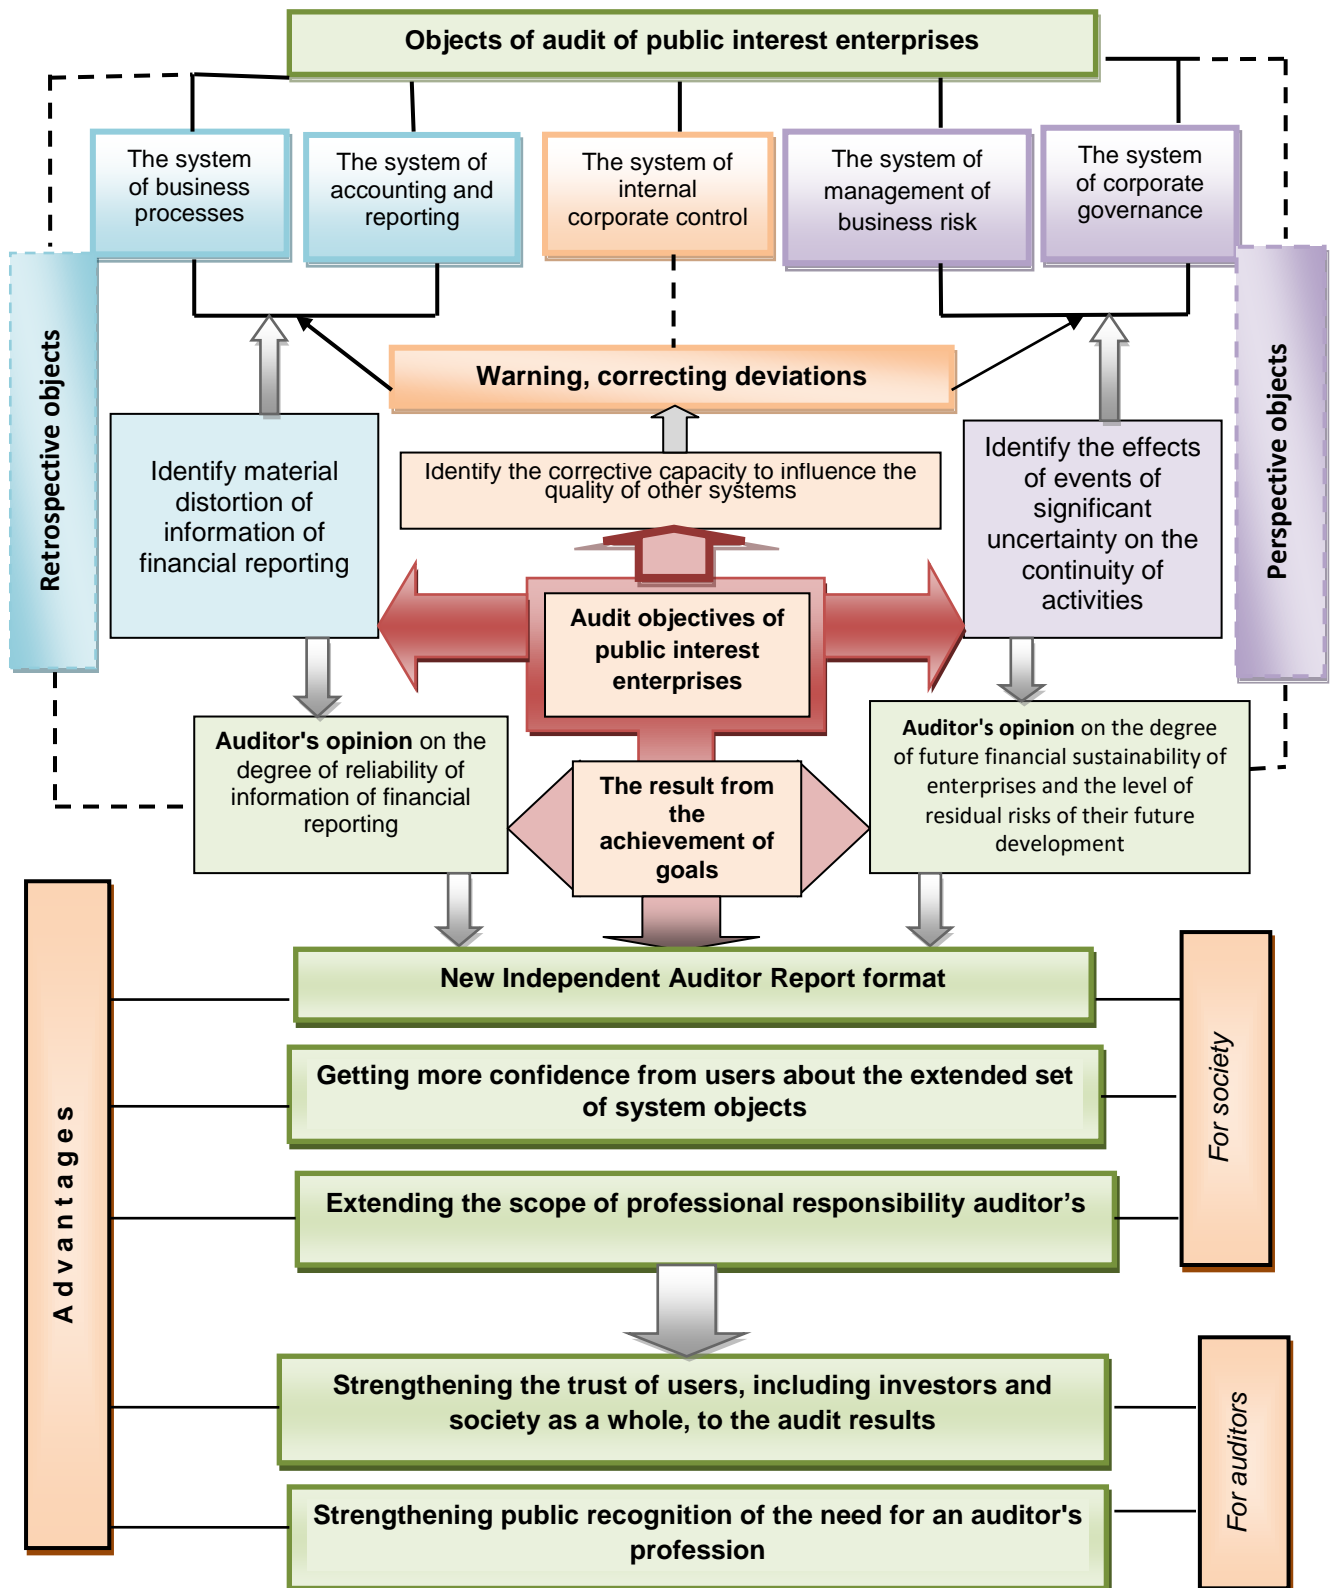 Objects of audit of public interest enterprises
The system
of business
processes
The system of
accounting and
reporting
The system of
internal
corporate control
The system of
management of
business risk
The system
of corporate
governance
Retrospective objects
Perspective objects
Warning, correcting deviations
Identify material
distortion of
information of
financial reporting
Identify the corrective capacity to influence the
quality of other systems
Identify the effects
of events of
significant
uncertainty on the
continuity of
activities
Audit objectives of
public interest
enterprises
Auditor's opinion on the
degree of reliability of
information of financial
reporting
The result from
the
achievement of
goals
Auditor's opinion on the degree
of future financial sustainability of
enterprises and the level of
residual risks of their future
development
Advantages
New Independent Auditor Report format
Getting more confidence from users about the extended set
of system objects
Extending the scope of professional responsibility auditor’s
For society
Strengthening the trust of users, including investors and
society as a whole, to the audit results
Strengthening public recognition of the need for an auditor's
profession
For auditors